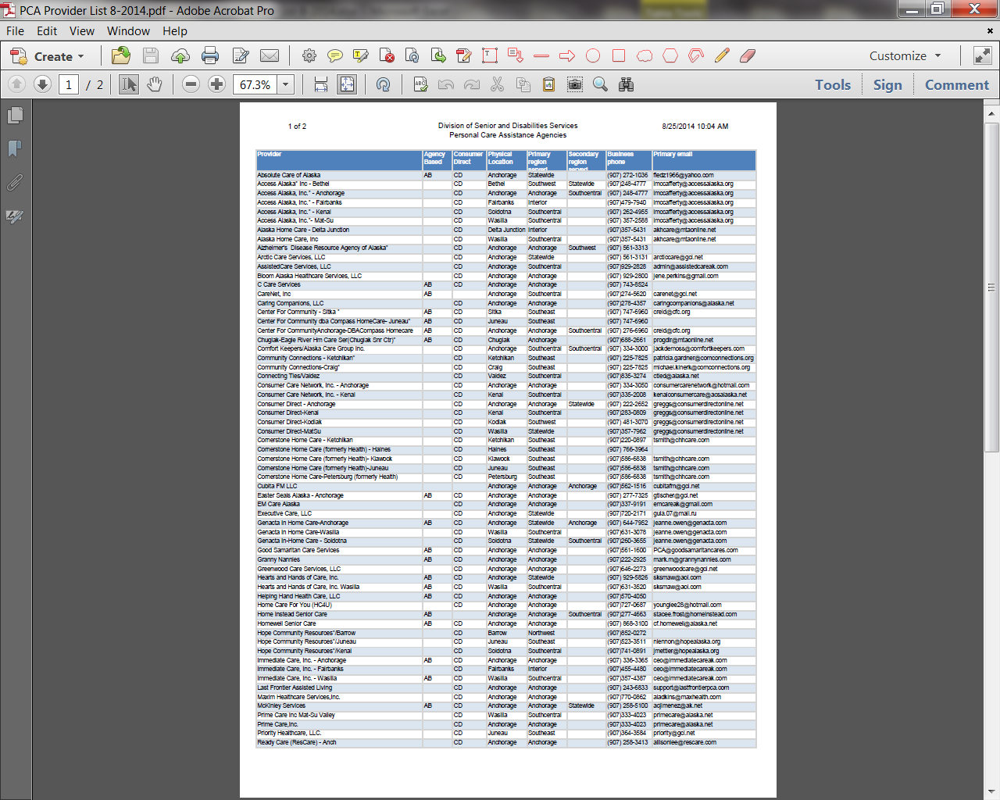 PCA Provider List 8-2014.pdf - Adobe Acrobat Pro
File Edit View Window Help
Create Customize
1 / 2 67.3% Tools Sign Comment
1 of 2 Division of Senior and Disabilities Services 8/25/2014 10:04 AM
Personal Care Assistance Agencies
Provider Agency Based Consumer Direct Physical Location Primary region served Secondary region served Business phone Primary email
Absolute Care of Alaska AB CD Anchorage Statewide (907) 272-1036 fledz1966@yahoo.com
Access Alaska* Inc - Bethel CD Bethel Southwest Statewide (907)248-4777 lmccafferty@accessalaska.org
Access Alaska, Inc.* - Anchorage CD Anchorage Anchorage Southcentral (907) 248-4777 lmccafferty@accessalaska.org
Access Alaska, Inc.* - Fairbanks CD Fairbanks Interior (907)479-7940 lmccafferty@accessalaska.org
Access Alaska, Inc.* - Kenai CD Soldotna Southcentral (907) 262-4955 lmccafferty@accessalaska.org
Access Alaska, Inc.*- Mat-Su CD Wasilla Southcentral (907) 357-2588 lmccafferty@accessalaska.org
Alaska Home Care - Delta Junction CD Delta Junction Interior (907)357-5431 akhcare@mtaonline.net
Alaska Home Care, Inc CD Wasilla Southcentral (907)357-5431 akhcare@mtaonline.net
Alzheimer's Disease Resource Agency of Alaska* CD Anchorage Anchorage Southwest (907) 561-3313
Arctic Care Services, LLC CD Anchorage Statewide (907) 561-3131 arcticcare@gci.net
AssistedCare Services, LLC CD Anchorage Southcentral (907)929-2828 admin@assistedcareak.com
Bloom Alaska Healthcare Services, LLC CD Anchorage Anchorage (907) 929-2800 jene.perkins@gmail.com
C Care Services AB CD Anchorage Anchorage (907) 743-8524
CareNet, Inc AB Anchorage Southcentral (907)274-5620 carenet@gci.net
Caring Companions, LLC CD Anchorage Anchorage (907)278-4357 caringcompanions@alaska.net
Center For Community - Sitka * AB CD Sitka Southeast (907) 747-6960 creid@cfc.org
Center For Community dba Compass HomeCare- Juneau* AB CD Juneau Southeast (907) 747-6960
Center For CommunityAnchorage-DBACompass Homecare AB CD Anchorage Anchorage Southcentral (907) 276-6960 creid@cfc.org
Chugiak-Eagle River Hm Care Ser(Chugiak Snr Ctr)* AB CD Chugiak Anchorage (907)688-2661 progdir@mtaonline.net
Comfort Keepers/Alaska Care Group Inc. CD Anchorage Southcentral Southcentral (907) 334-3000 jackdemoss@comfortkeepers.com
Community Connections - Ketchikan* CD Ketchikan Southeast (907) 225-7825 patricia.gardner@comconnections.org
Community Connections-Craig* CD Craig Southeast (907) 225-7825 michael.kinerk@comconnections.org
Connecting Ties/Valdez CD Valdez Southcentral (907)835-3274 ctied@alaska.net
Consumer Care Network, Inc. - Anchorage CD Anchorage Anchorage (907) 334-3050 consumercarenetwork@hotmail.com
Consumer Care Network, Inc. - Kenai CD Kenai Southcentral (907)335-2008 kenaiconsumercare@acsalaska.net
Consumer Direct - Anchorage CD Anchorage Anchorage Statewide (907) 222-2652 greggs@consumerdirectonline.net
Consumer Direct-Kenai CD Kenai Southcentral (907)283-0809 greggs@consumerdirectonline.net
Consumer Direct-Kodiak CD Kodiak Southwest (907) 481-3070 greggs@consumerdirectonline.net
Consumer Direct-MatSu CD Wasilla Statewide (907)357-7962 greggs@consumerdirectonline.net
Cornerstone Home Care - Ketchikan CD Ketchikan Southeast (907)220-0897 tsmith@chhcare.com
Cornerstone Home Care (formerly Health) - Haines CD Haines Southeast (907) 766-3964
Cornerstone Home Care (formerly Health)- Klawock CD Klawock Southeast (907)586-6838 tsmith@chhcare.com
Cornerstone Home Care (formerly Health)-Juneau CD Juneau Southeast (907)586-6838 tsmith@chhcare.com
Cornerstone Home Care-Petersburg (formerly Health) CD Petersburg Southeast (907)586-6838 tsmith@chhcare.com
Cubita FM LLC Anchorage Anchorage Anchorage (907)562-1516 cubitafm@gci.net
Easter Seals Alaska - Anchorage AB CD Anchorage Anchorage (907) 277-7325 gfischer@gci.net
EM Care Alaska CD Anchorage Anchorage (907)337-9191 emcareak@gmail.com
Executive Care, LLC CD Anchorage Statewide (907)720-2171 gula.07@mail.ru
Genacta In Home Care-Anchorage AB CD Anchorage Statewide Anchorage (907) 644-7952 jeanne.owen@genacta.com
Genacta In Home Care-Wasilla CD Wasilla Southcentral (907)631-3078 jeanne.owen@genacta.com
Genacta In-Home Care - Soldotna CD Soldotna Statewide Southcentral (907)260-3655 jeanne.owen@genacta.com
Good Samaritan Care Services AB CD Anchorage Anchorage (907)561-1600 PCA@goodsamaritancares.com
Granny Nannies AB CD Anchorage Anchorage (907)222-2925 mark.m@grannynannies.com
Greenwood Care Services, LLC CD Anchorage Anchorage (907)646-2273 greenwoodcare@gci.net
Hearts and Hands of Care, Inc. AB CD Anchorage Statewide (907) 929-5826 sksmaw@aol.com
Hearts and Hands of Care, Inc. Wasilla AB CD Wasilla Southcentral (907)631-3520 sksmaw@aol.com
Helping Hand Health Care, LLC AB CD Anchorage Anchorage (907)570-4050
Home Care For You (HC4U) CD Anchorage Anchorage (907)727-0687 younglee28@hotmail.com
Home Instead Senior Care AB Anchorage Anchorage Southcentral (907)277-4663 stacee.frost@homeinstead.com
Homewell Senior Care AB CD Anchorage Anchorage (907) 868-3100 cf.homewell@alaska.net
Hope Community Resources*/Barrow CD Barrow Northwest (907)852-0272
Hope Community Resources*/Juneau CD Juneau Southeast (907)523-3511 nlennon@hopealaska.org
Hope Community Resources*/Kenai CD Soldotna Southcentral (907)741-0891 jmettler@hopealaska.org
Immediate Care, Inc. - Anchorage AB CD Anchorage Anchorage (907) 336-3365 ceo@immediatecareak.com
Immediate Care, Inc. - Fairbanks CD Fairbanks Interior (907)455-4480 ceo@immediatecareak.com
Immediate Care, Inc. - Wasilla AB CD Wasilla Southcentral (907)357-4387 ceo@immediatecareak.com
Last Frontier Assisted Living CD Anchorage Anchorage (907) 243-6833 support@lastfrontierpca.com
Maxim Healthcare Services,Inc. CD Anchorage Anchorage (907)770-0862 aladkins@maxhealth.com
McKinley Services AB CD Anchorage Anchorage Statewide (907) 258-5100 acjimenez@ak.net
Prime Care Inc Mat-Su Valley CD Wasilla Southcentral (907)333-4023 primecare@alaska.net
Prime Care,Inc. CD Anchorage Anchorage (907)333-4023 primecare@alaska.net
Priority Healthcare, LLC. CD Juneau Southeast (907)364-3584 priority@gci.net
Ready Care (ResCare) - Anch CD Anchorage Anchorage (907) 258-3413 allisonlee@rescare.com